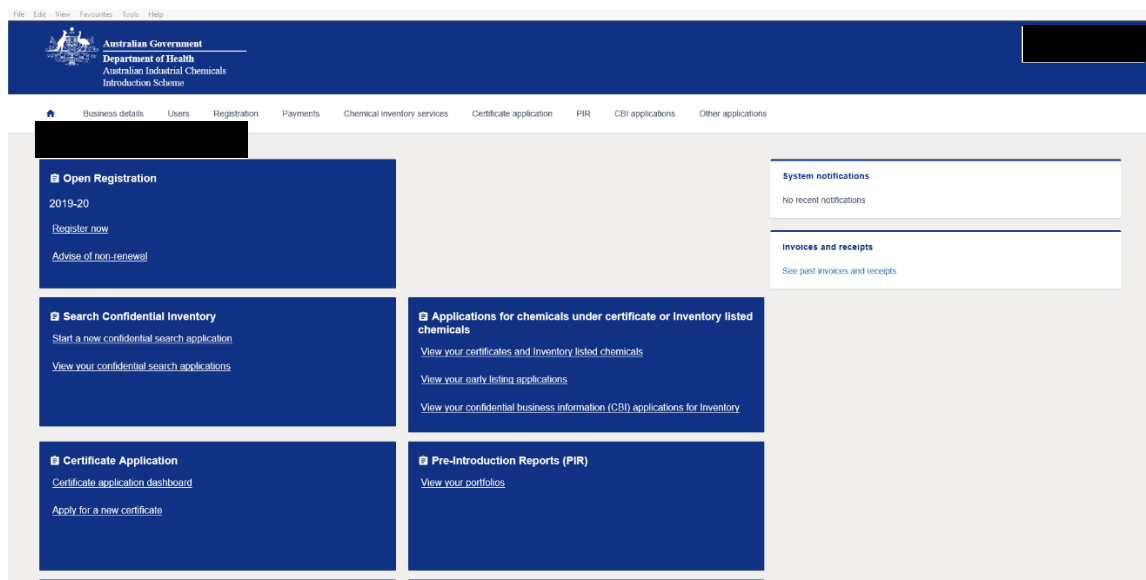 File Edit View Favourites Tools Help
Australian Government
Department of Health
Australian Industrial Chemicals
Introduction Scheme
Business details Users Registration Payments Chemical inventory services Certificate application PIR CBI applications Other applications
Open Registration
2019-20
Register now
Advise of non-renewal
System notifications
No recent notifications
Invoices and receipts
See past invoices and receipts
Search Confidential Inventory
Start a new confidential search application
View your confidential search applications
Applications for chemicals under certificate or Inventory listed
chemicals
View your certificates and Inventory listed chemicals
View your early listing applications
View your confidential business information (CBI) applications for Inventory
Certificate Application
Certificate application dashboard
Apply for a new certificate
Pre-Introduction Reports (PIR)
View your portfolios